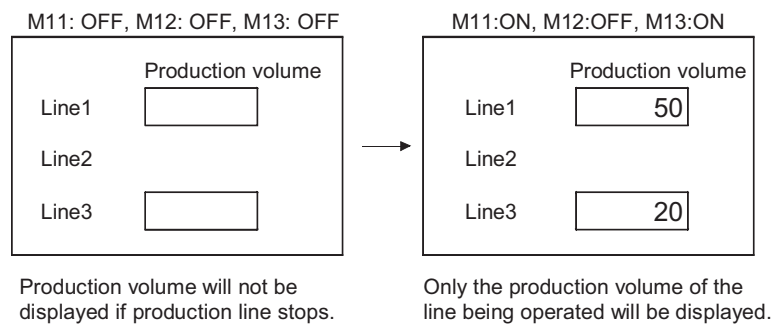 M11: OFF, M12: OFF, M13: OFF
Production volume
Line1
Line2
Line3
Production volume will not be
displayed if production line stops.
M11:ON, M12:OFF, M13:ON
Production volume
Line1 50
Line2
Line3 20
Only the production volume of the
line being operated will be displayed.